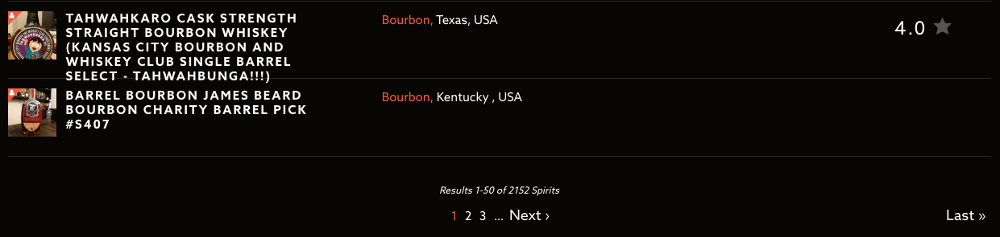 TAHWAHKARO CASK STRENGTH
STRAIGHT BOURBON WHISKEY
(KANSAS CITY BOURBON AND
WHISKEY CLUB SINGLE BARREL
SELECT - TAHWAHBUNGA!!!)
Bourbon, Texas, USA
4.0
BARREL BOURBON JAMES BEARD
BOURBON CHARITY BARREL PICK
#S407
Bourbon, Kentucky , USA
Results 1-50 of 2152 Spirits
1 2 3 ... Next ›
Last »